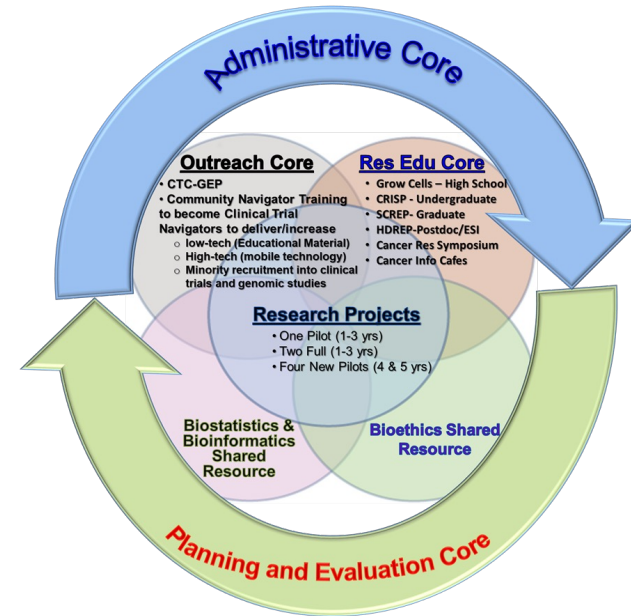 Administrative Core
Outreach Core
• CTC-GEP
• Community Navigator Training
to become Clinical Trial
Navigators to deliver/increase
o low-tech (Educational Material)
o High-tech (mobile technology)
o Minority recruitment into clinical
trials and genomic studies
Res Edu Core
• Grow Cells – High School
• CRISP - Undergraduate
• SCREP- Graduate
• HDREP-Postdoc/ESI
• Cancer Res Symposium
• Cancer Info Cafes
Research Projects
• One Pilot (1-3 yrs)
• Two Full (1-3 yrs)
• Four New Pilots (4 & 5 yrs)
Biostatistics &
Bioinformatics
Shared
Resource
Bioethics Shared
Resource
Planning and Evaluation Core